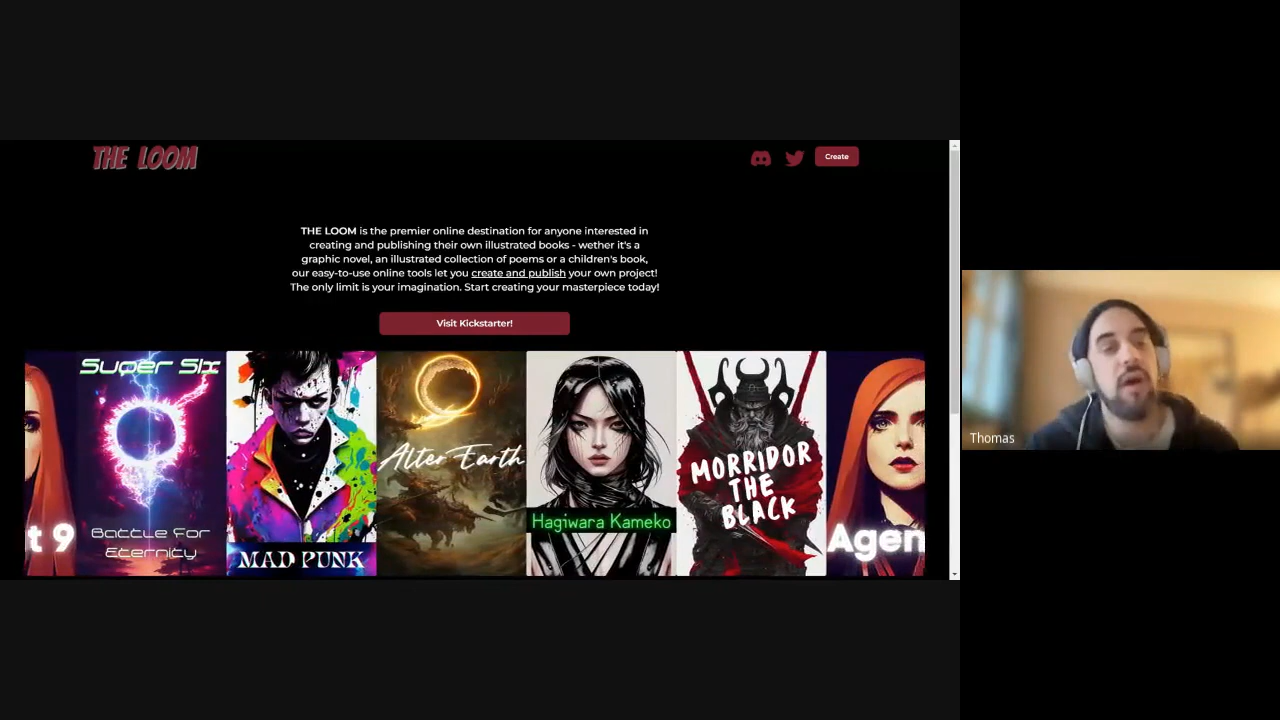 THE LOOM
Create
THE LOOM is the premier online destination for anyone interested in
creating and publishing their own illustrated books - wether it's a
graphic novel, an illustrated collection of poems or a children's book,
our easy-to-use online tools let you create and publish your own project!
The only limit is your imagination. Start creating your masterpiece today!
Visit Kickstarter!
t 9
Super Six
Battle For
Eternity
MAD PUNK
Alter Earth
Hagiwara Kameko
MORRIDOR
THE
BLACK
Agen
Thomas